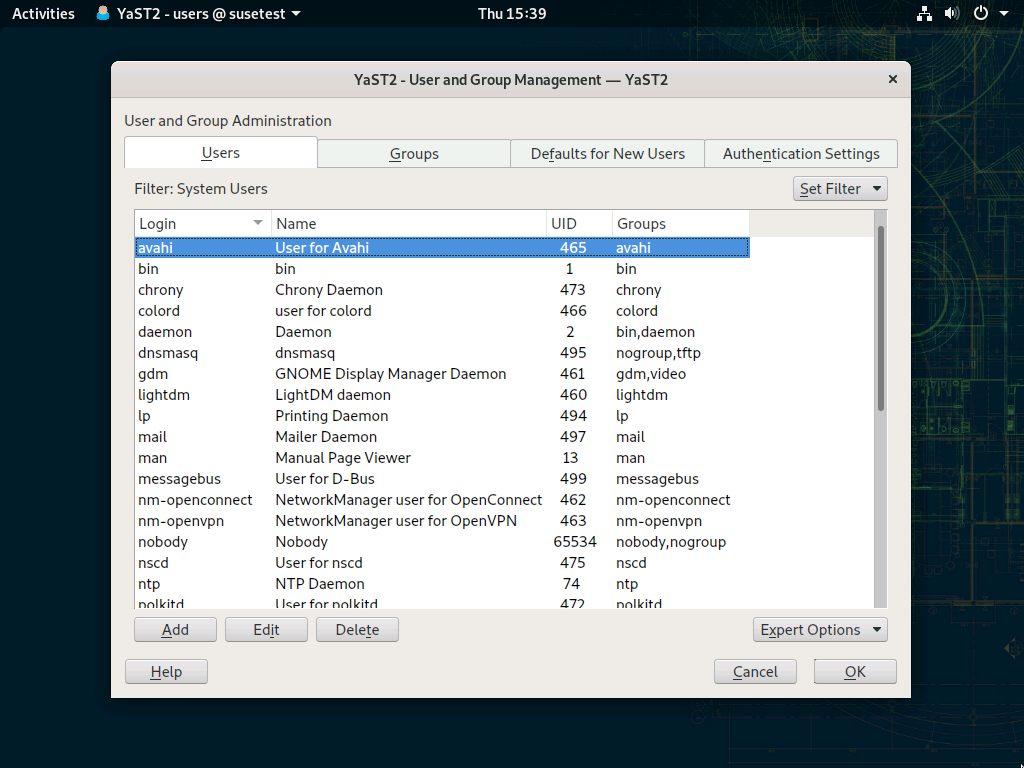 Activities YaST2 - users @ susetest Thu 15:39
YaST2 - User and Group Management — YaST2
User and Group Administration
Users Groups Defaults for New Users Authentication Settings
Filter: System Users Set Filter
Login Name UID Groups
avahi User for Avahi 465 avahi
bin bin 1 bin
chrony Chrony Daemon 473 chrony
colord user for colord 466 colord
daemon Daemon 2 bin,daemon
dnsmasq dnsmasq 495 nogroup,tftp
gdm GNOME Display Manager Daemon 461 gdm,video
lightdm LightDM daemon 460 lightdm
lp Printing Daemon 494 lp
mail Mailer Daemon 497 mail
man Manual Page Viewer 13 man
messagebus User for D-Bus 499 messagebus
nm-openconnect NetworkManager user for OpenConnect 462 nm-openconnect
nm-openvpn NetworkManager user for OpenVPN 463 nm-openvpn
nobody Nobody 65534 nobody,nogroup
nscd User for nscd 475 nscd
ntp NTP Daemon 74 ntp
polkitd User for polkitd 472 polkitd
Add Edit Delete Expert Options
Help Cancel OK